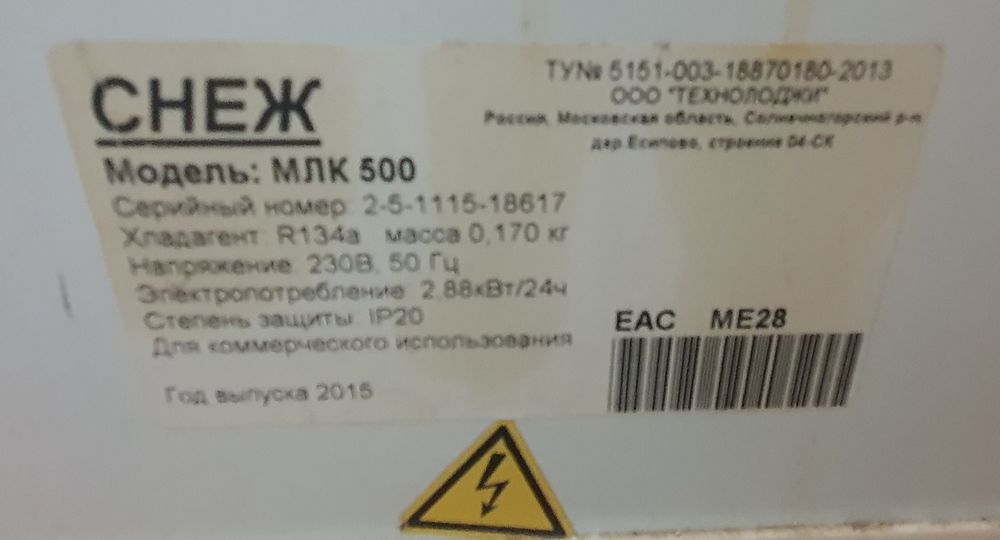 СНЕЖ
Модель: МЛК 500
Серийный номер: 2-5-1115-18617
Хладагент: R134a масса 0,170 кг
Напряжение: 230В, 50 Гц
Электропотребление: 2,88кВт/24ч
Степень защиты: IP20
Для коммерческого использования
Год выпуска 2015
ТУ№ 5151-003-18870180-2013
ООО "ТЕХНОЛОДЖИ"
Россия, Московская область, Солнечногорский р-н
дер.Есипово, строение 04-СК
EAC ME28